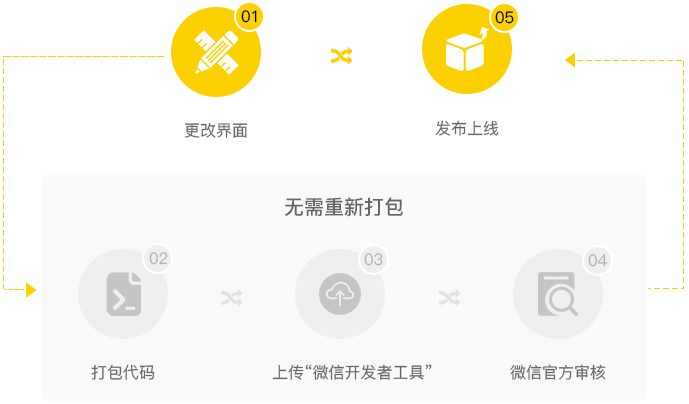 01
05
更改界面
发布上线
无需重新打包
02
03
04
打包代码
上传“微信开发者工具”
微信官方审核